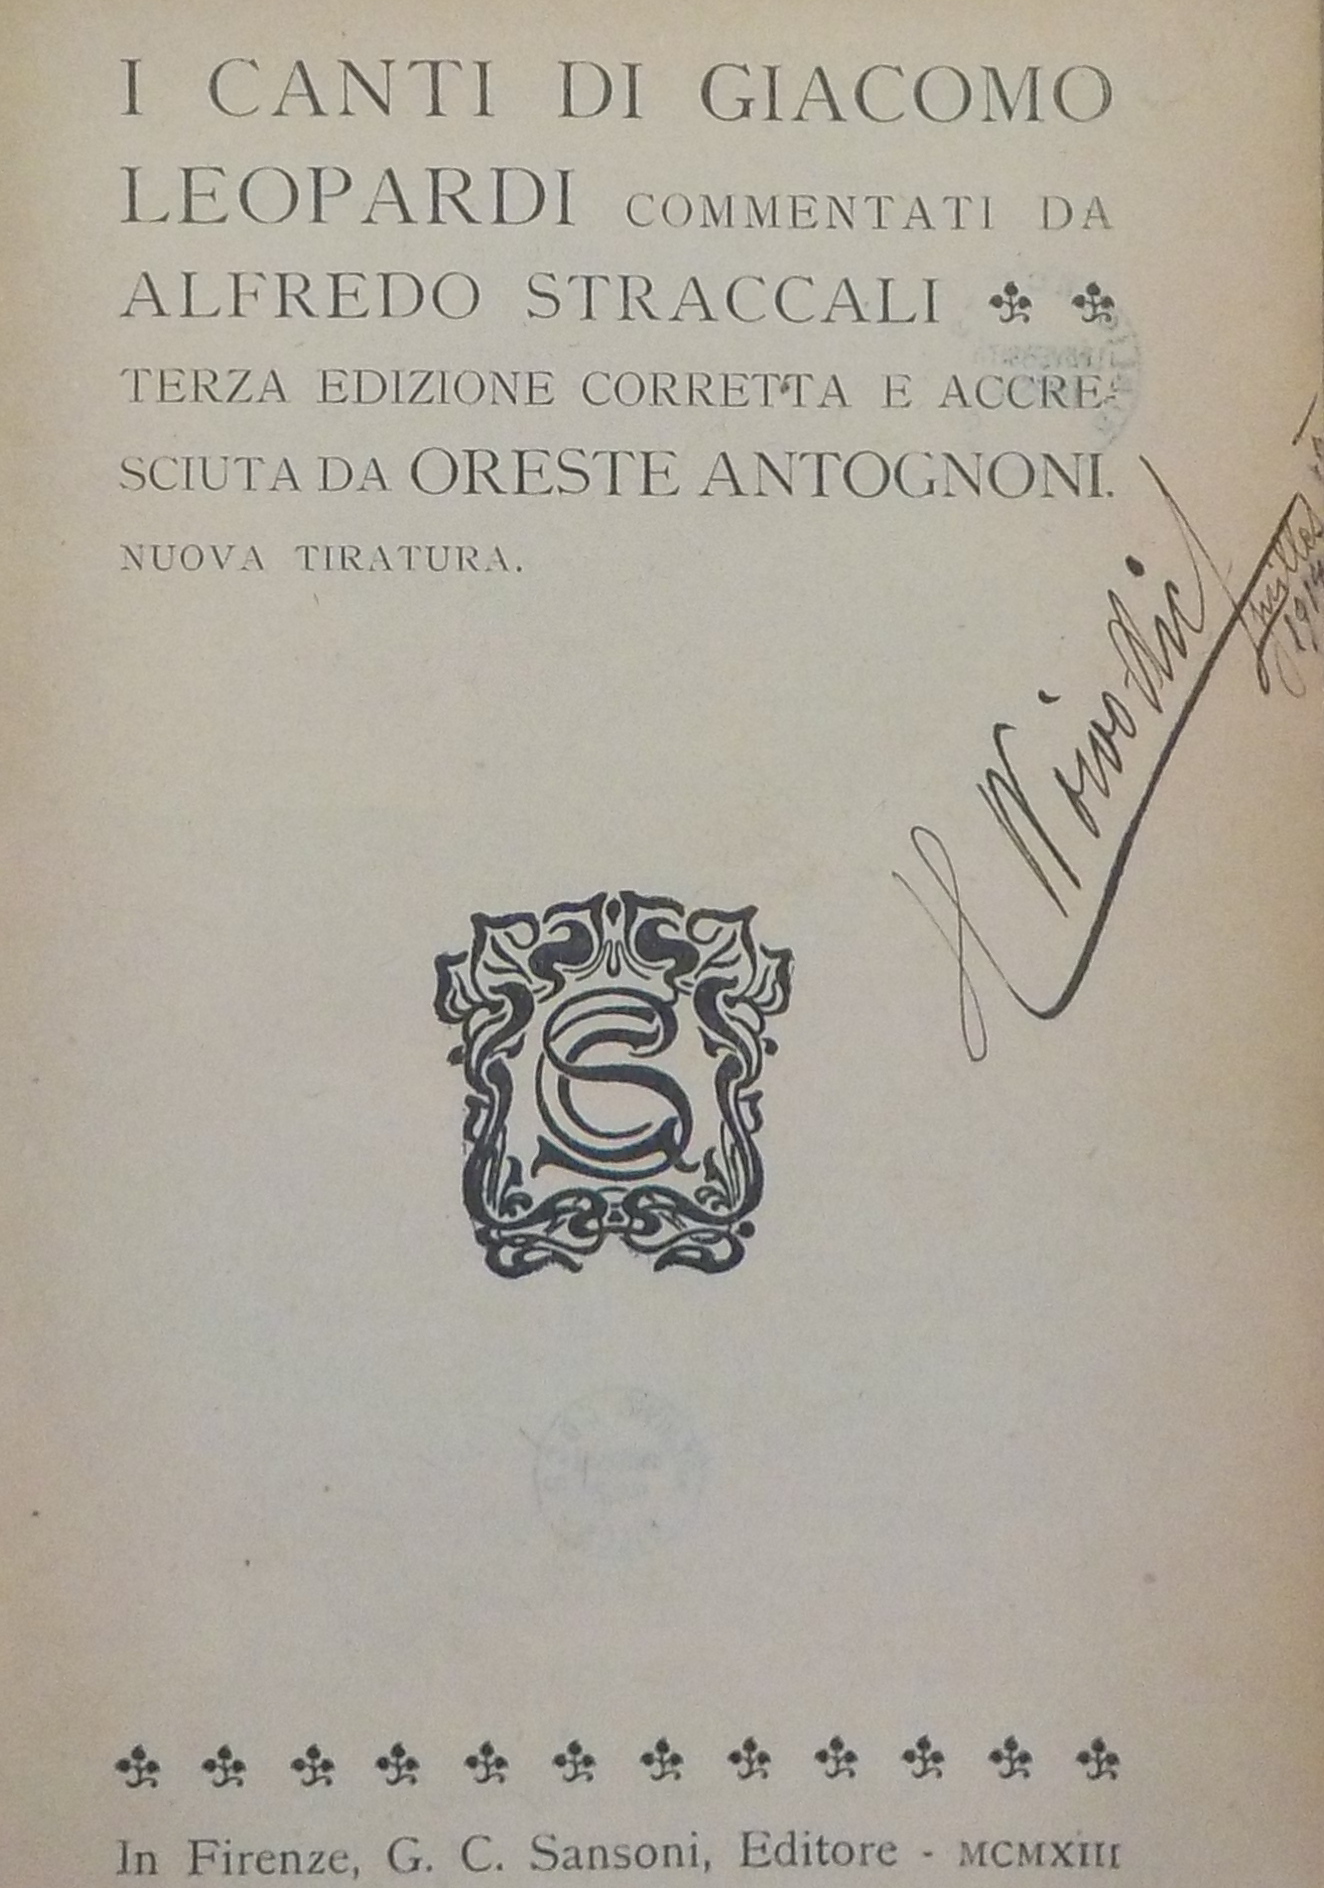 I CANTI DI GIACOMO
LEOPARDI COMMENTATI DA
ALFREDO STRACCALI
TERZA EDIZIONE CORRETTA E ACCRE-
SCIUTA DA ORESTE ANTOGNONI.
NUOVA TIRATURA.
In Firenze, G. C. Sansoni, Editore - MCMXIII